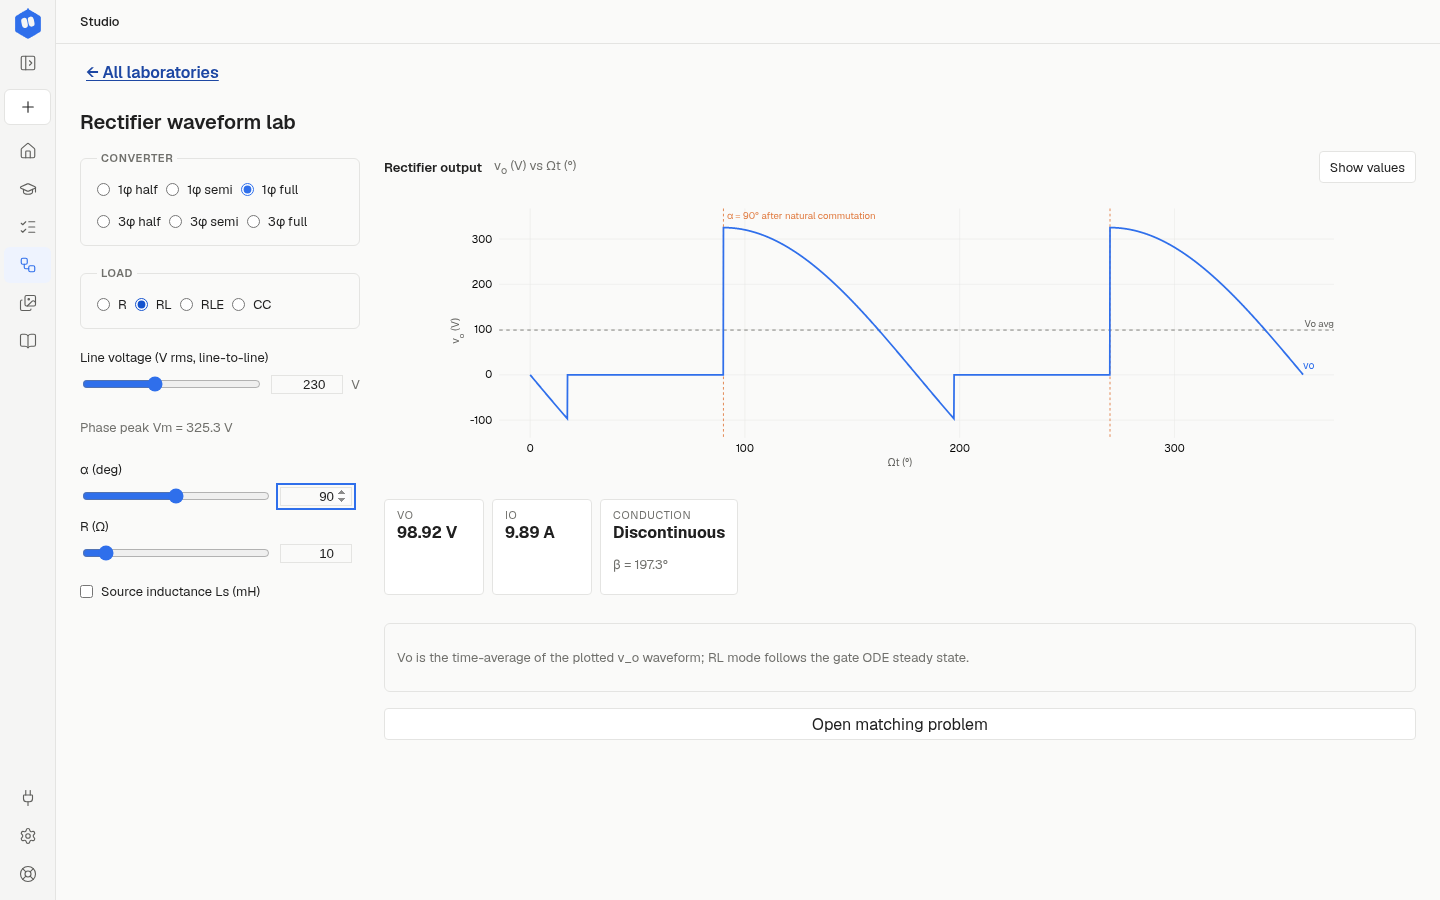 Studio
← All laboratories
Rectifier waveform lab
CONVERTER
1φ half 1φ semi 1φ full
3φ half 3φ semi 3φ full
LOAD
R RL RLE CC
Line voltage (V rms, line-to-line)
230 V
Phase peak Vm = 325.3 V
α (deg)
90
R (Ω)
10
Source inductance Ls (mH)
Rectifier output vo (V) vs Ωt (°)
Show values
α = 90° after natural commutation
300
200
100
0
-100
vo (V)
Vo avg
vo
0 100 200 300
Ωt (°)
VO
98.92 V
IO
9.89 A
CONDUCTION
Discontinuous
β = 197.3°
Vo is the time-average of the plotted v_o waveform; RL mode follows the gate ODE steady state.
Open matching problem